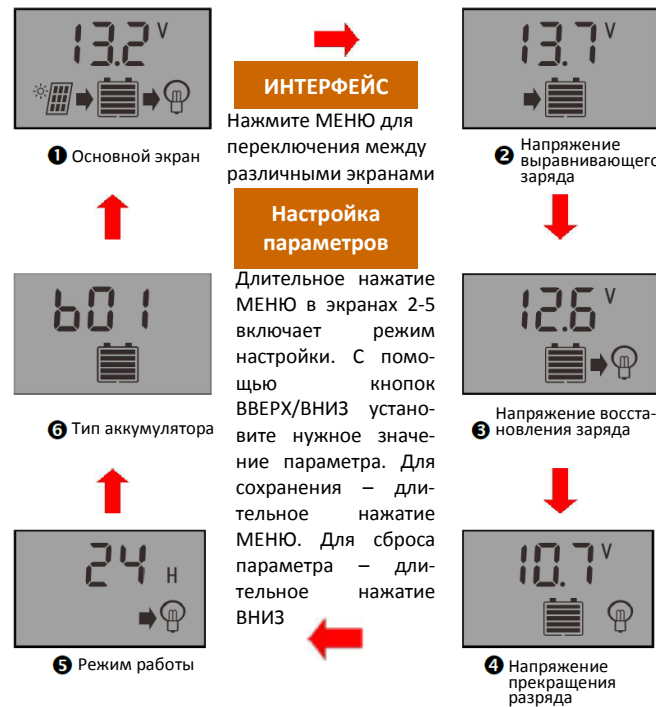 13.2 V
❶ Основной экран
ИНТЕРФЕЙС
Нажмите МЕНЮ для
переключения между
различными экранами
13.7 V
❷ Напряжение
выравнивающего
заряда
Настройка
параметров
Длительное нажатие
МЕНЮ в экранах 2-5
включает режим
настройки. С помо-
щью кнопок
ВВЕРХ/ВНИЗ устано-
вите нужное значе-
ние параметра. Для
сохранения – дли-
тельное нажатие
МЕНЮ. Для сброса
параметра – дли-
тельное нажатие
ВНИЗ
12.6 V
❸ Напряжение восста-
новления заряда
10.7 V
❹ Напряжение
прекращения
разряда
24 H
❺ Режим работы
b01
❻ Тип аккумулятора